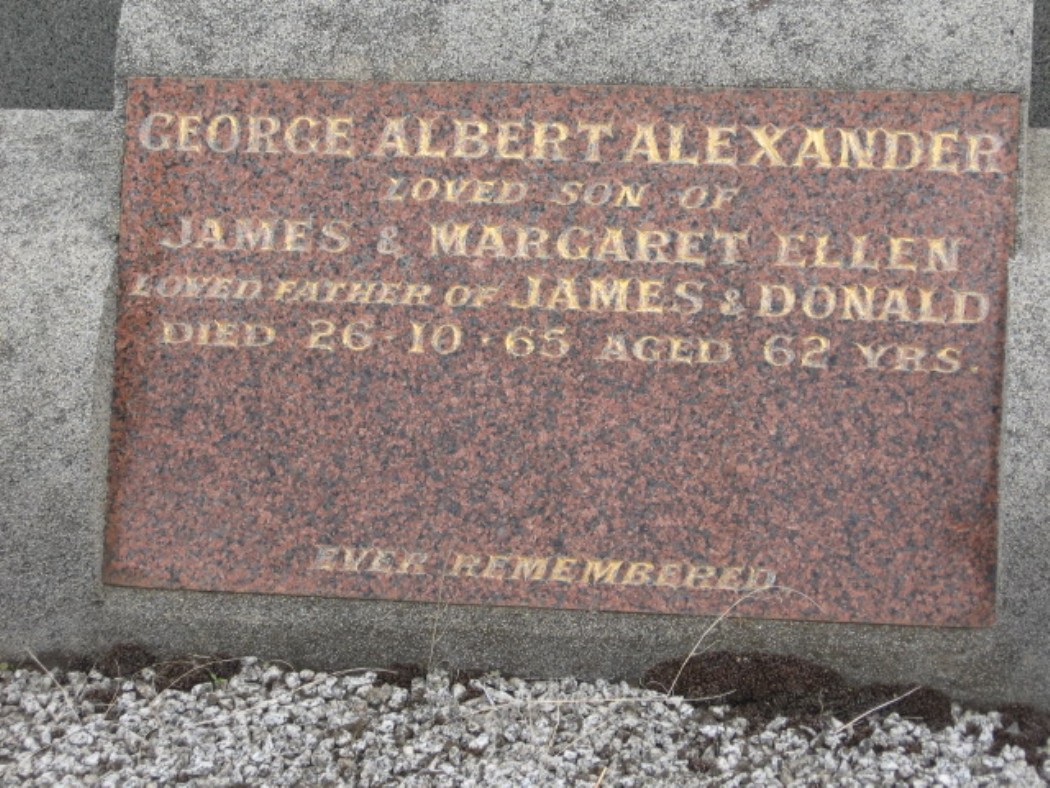 GEORGE ALBERT ALEXANDER
LOVED SON OF
JAMES & MARGARET ELLEN
LOVED FATHER OF JAMES & DONALD
DIED 26·10·65 AGED 62 YRS.
EVER REMEMBERED